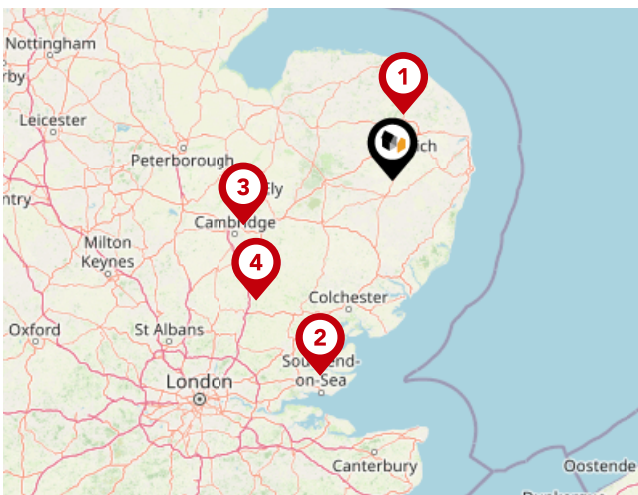 Nottingham
rby
1
Leicester
ich
Peterborough
3
Ely
ntry
Cambridge
Milton
Keynes
4
Colchester
Oxford
St Albans
2
Southend-
on-Sea
London
Canterbury
Oostende